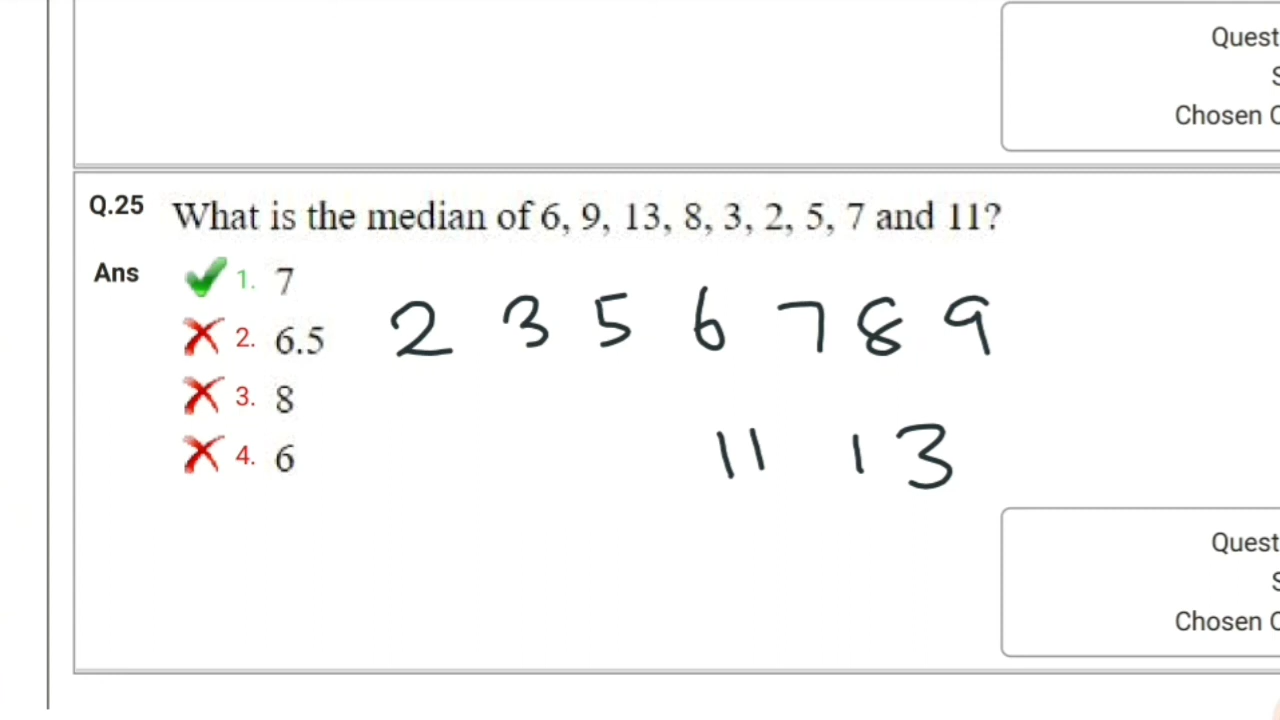 Quest
S
Chosen C
Q.25 What is the median of 6, 9, 13, 8, 3, 2, 5, 7 and 11?
Ans 1. 7
2. 6.5
3. 8
4. 6
2 3 5 6 7 8 9
11 13
Quest
S
Chosen C